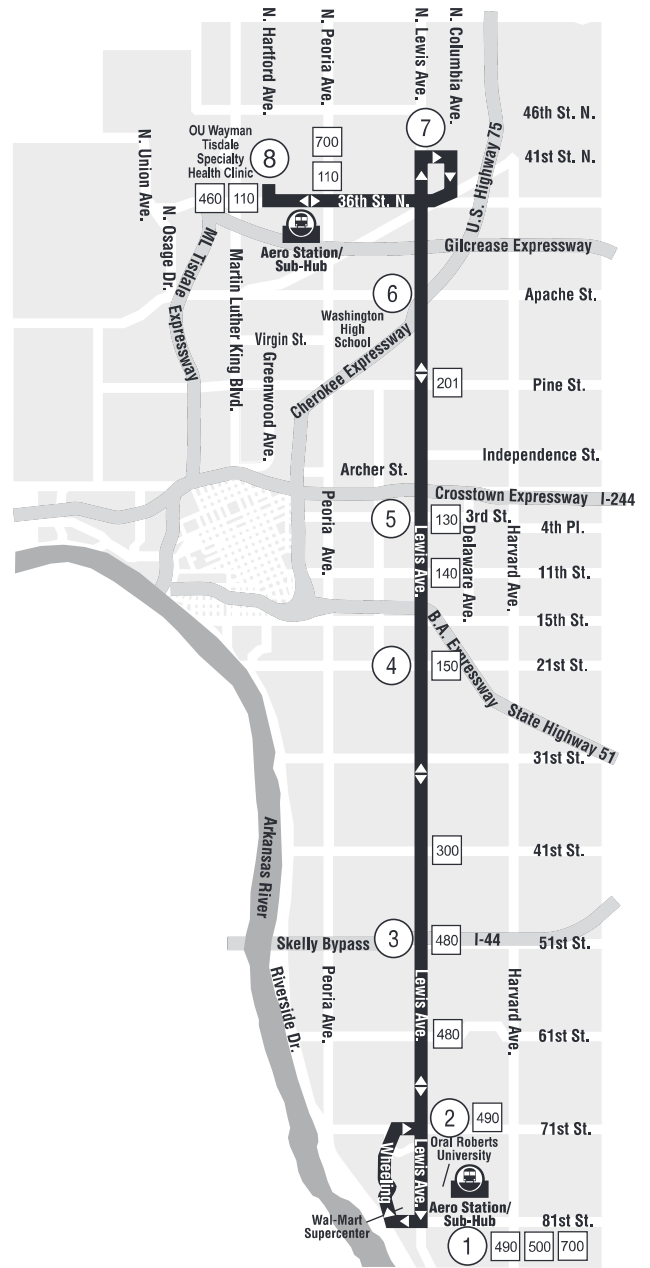 N. Hartford Ave.
N. Peoria Ave.
N. Lewis Ave.
N. Columbia Ave.
U.S. Highway 75
46th St. N.
7
700
OU Wayman
Tisdale
Specialty
Health Clinic
8
41st St. N.
N. Union Ave.
110
460
110
36th St. N.
N. Osage Dr.
ML Tisdale
Expressway
Aero Station/
Sub-Hub
Gilcrease Expressway
Martin Luther King Blvd.
6
Apache St.
Washington
High
School
Virgin St.
Greenwood Ave.
Cherokee Expressway
201
Pine St.
Independence St.
Archer St.
Crosstown Expressway I-244
Peoria Ave.
5
130
3rd St.
4th Pl.
Lewis Ave.
Delaware Ave.
Harvard Ave.
140
11th St.
15th St.
B.A. Expressway
4
150
21st St.
State Highway 51
31st St.
Arkansas River
300
41st St.
Skelly Bypass
3
480
I-44
51st St.
Riverside Dr.
Peoria Ave.
Lewis Ave.
Harvard Ave.
480
61st St.
2
490
71st St.
Oral Roberts
University
Wheeling
Lewis Ave.
Aero Station/
Sub-Hub
Wal-Mart
Supercenter
81st St.
1
490
500
700